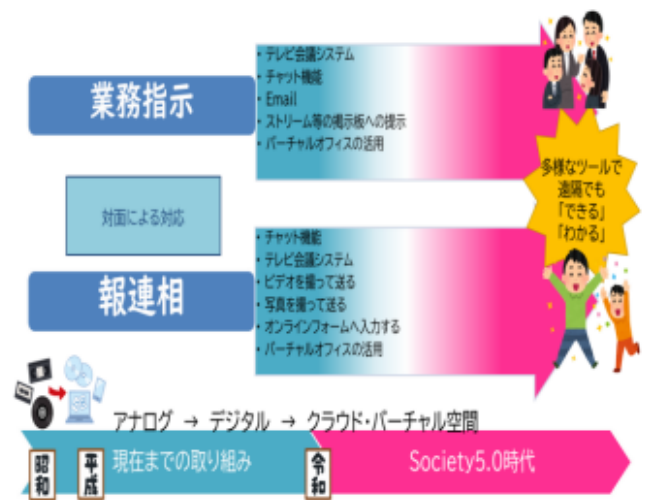 業務指示
・テレビ会議システム
・チャット機能
・Email
・ストリーム等の掲示板への提示
・バーチャルオフィスの活用
多様なツールで
遠隔でも
「できる」
「わかる」
対面による対応
報連相
・チャット機能
・テレビ会議システム
・ビデオを撮って送る
・写真を撮って送る
・オンラインフォームへ入力する
・バーチャルオフィスの活用
アナログ → デジタル → クラウド・バーチャル空間
昭和
平成
現在までの取り組み
令和
Society5.0時代